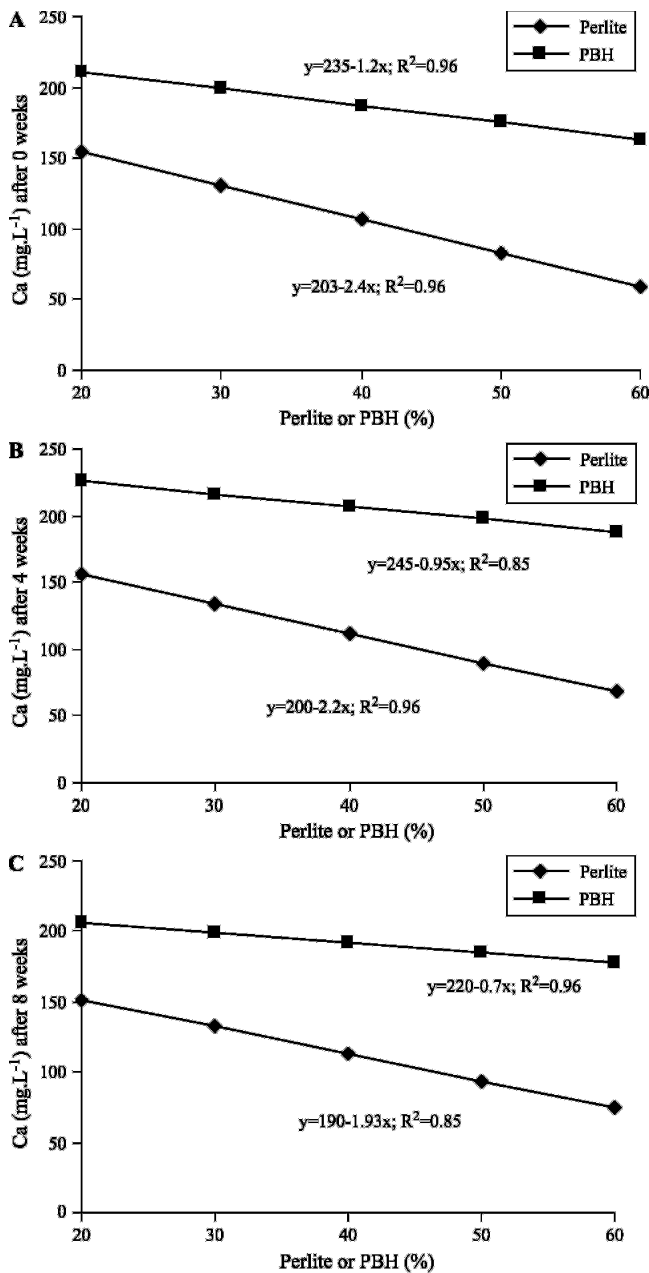 A
250
200
150
100
50
0
Ca (mg.L⁻¹) after 0 weeks
Perlite
PBH
y=235-1.2x; R²=0.96
y=203-2.4x; R²=0.96
20 30 40 50 60
Perlite or PBH (%)
B
250
200
150
100
50
0
Ca (mg.L⁻¹) after 4 weeks
Perlite
PBH
y=245-0.95x; R²=0.85
y=200-2.2x; R²=0.96
20 30 40 50 60
Perlite or PBH (%)
C
250
200
150
100
50
0
Ca (mg.L⁻¹) after 8 weeks
Perlite
PBH
y=220-0.7x; R²=0.96
y=190-1.93x; R²=0.85
20 30 40 50 60
Perlite or PBH (%)